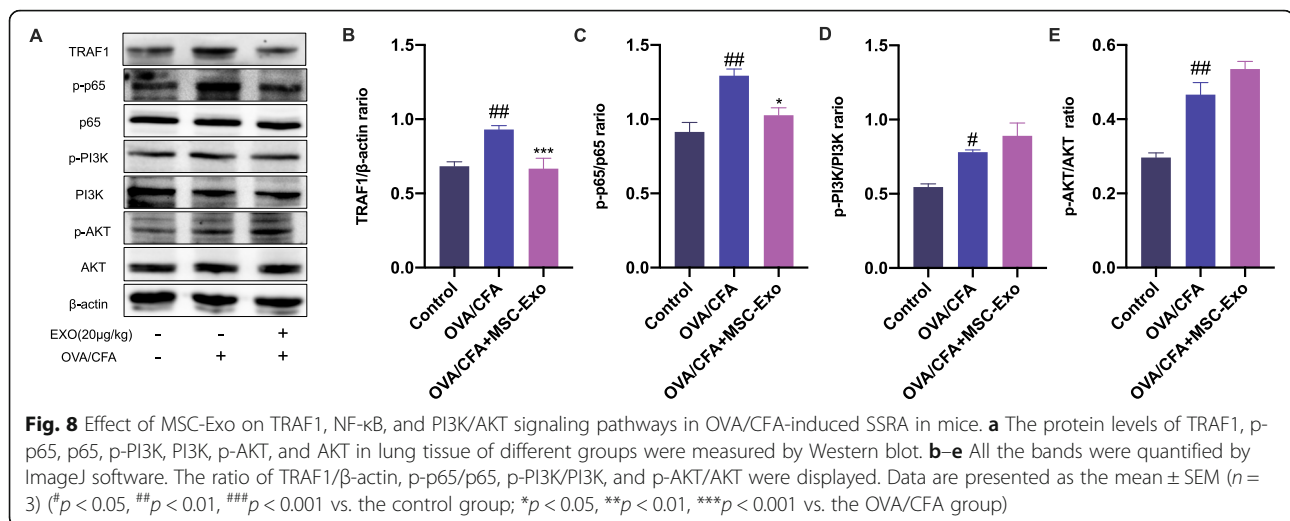 A
TRAF1
p-p65
p65
p-PI3K
PI3K
p-AKT
AKT
β-actin
EXO(20μg/kg) - - +
OVA/CFA - + +
B
TRAF1/β-actin rario
1.5
1.0
0.5
0.0
##
***
Control
OVA/CFA
OVA/CFA+MSC-Exo
C
p-p65/p65 rario
1.5
1.0
0.5
0.0
##
*
Control
OVA/CFA
OVA/CFA+MSC-Exo
D
p-PI3K/PI3K rario
1.5
1.0
0.5
0.0
#
Control
OVA/CFA
OVA/CFA+MSC-Exo
E
p-AKT/AKT ratio
0.6
0.4
0.2
0.0
##
Control
OVA/CFA
OVA/CFA+MSC-Exo
Fig. 8 Effect of MSC-Exo on TRAF1, NF-κB, and PI3K/AKT signaling pathways in OVA/CFA-induced SSRA in mice. a The protein levels of TRAF1, p-
p65, p65, p-PI3K, PI3K, p-AKT, and AKT in lung tissue of different groups were measured by Western blot. b–e All the bands were quantified by
ImageJ software. The ratio of TRAF1/β-actin, p-p65/p65, p-PI3K/PI3K, and p-AKT/AKT were displayed. Data are presented as the mean ± SEM (n =
3) (#p < 0.05, ##p < 0.01, ###p < 0.001 vs. the control group; *p < 0.05, **p < 0.01, ***p < 0.001 vs. the OVA/CFA group)